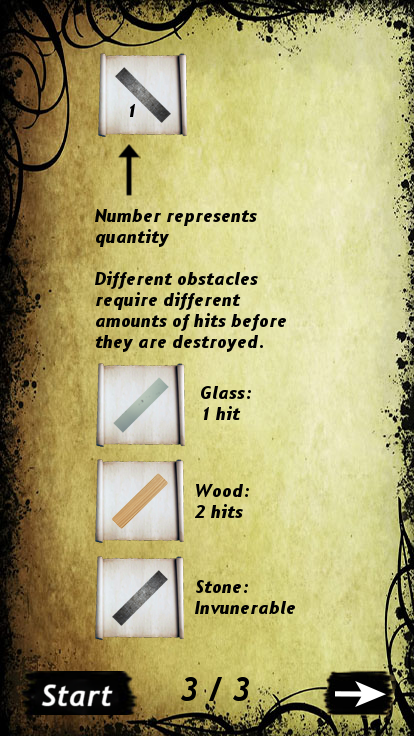 1
Number represents
quantity
Different obstacles
require different
amounts of hits before
they are destroyed.
Glass:
1 hit
Wood:
2 hits
Stone:
Invunerable
Start
3 / 3